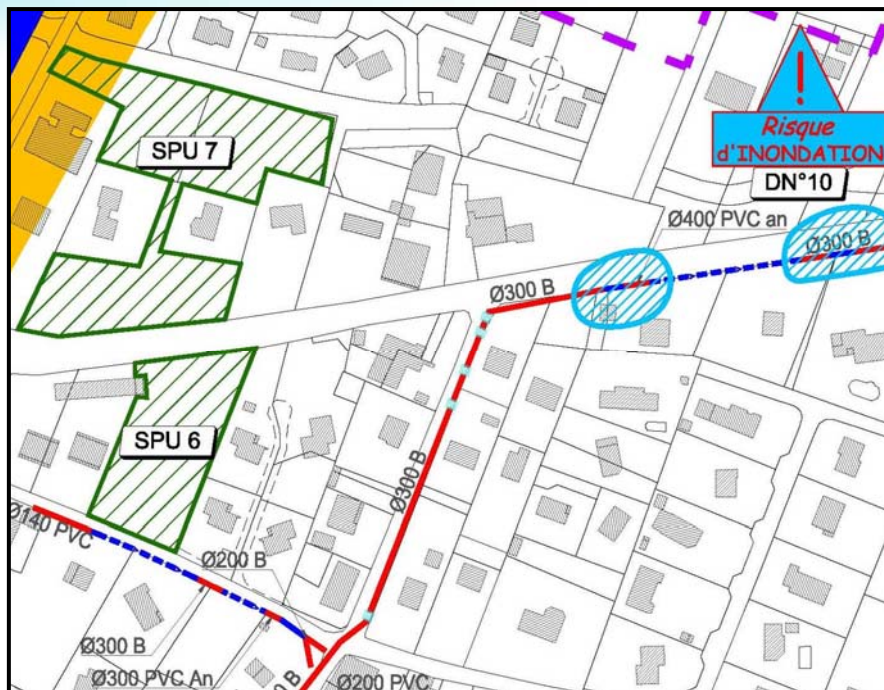 Risque
d'INONDATION
SPU 7
DN°10
Ø400 PVC an
Ø300 B
Ø300 B
SPU 6
Ø300 B
Ø140 PVC
Ø200 B
Ø300 B
Ø300 PVC An
Ø200 PVC